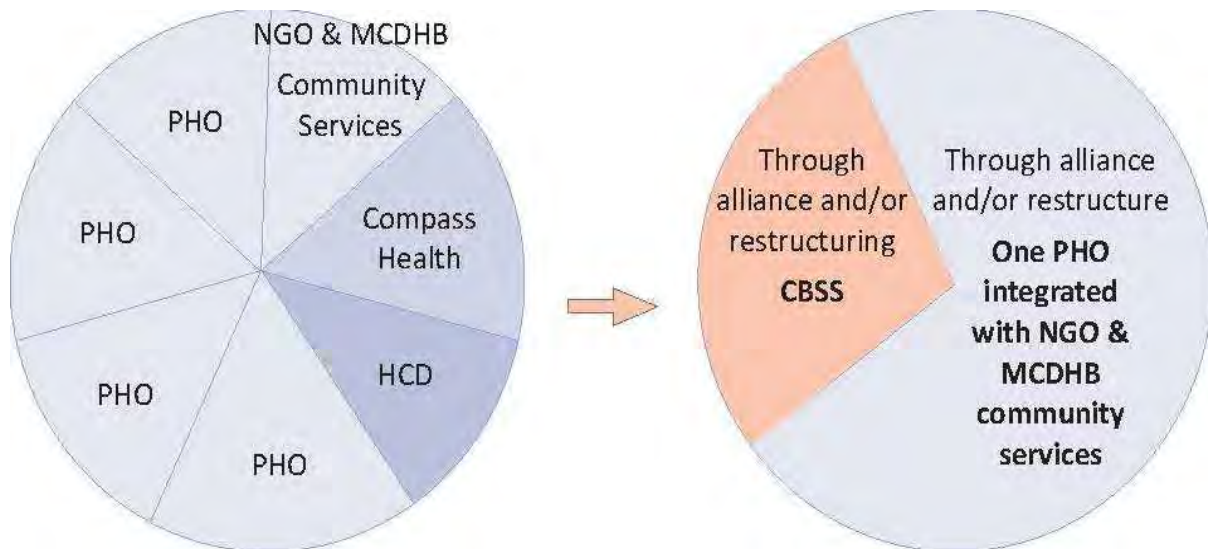 NGO & MCDHB
Community
Services
PHO
PHO
PHO
PHO
HCD
Compass
Health
Through
alliance and/or
restructuring
CBSS
Through alliance
and/or restructure
One PHO
integrated
with NGO &
MCDHB
community
services